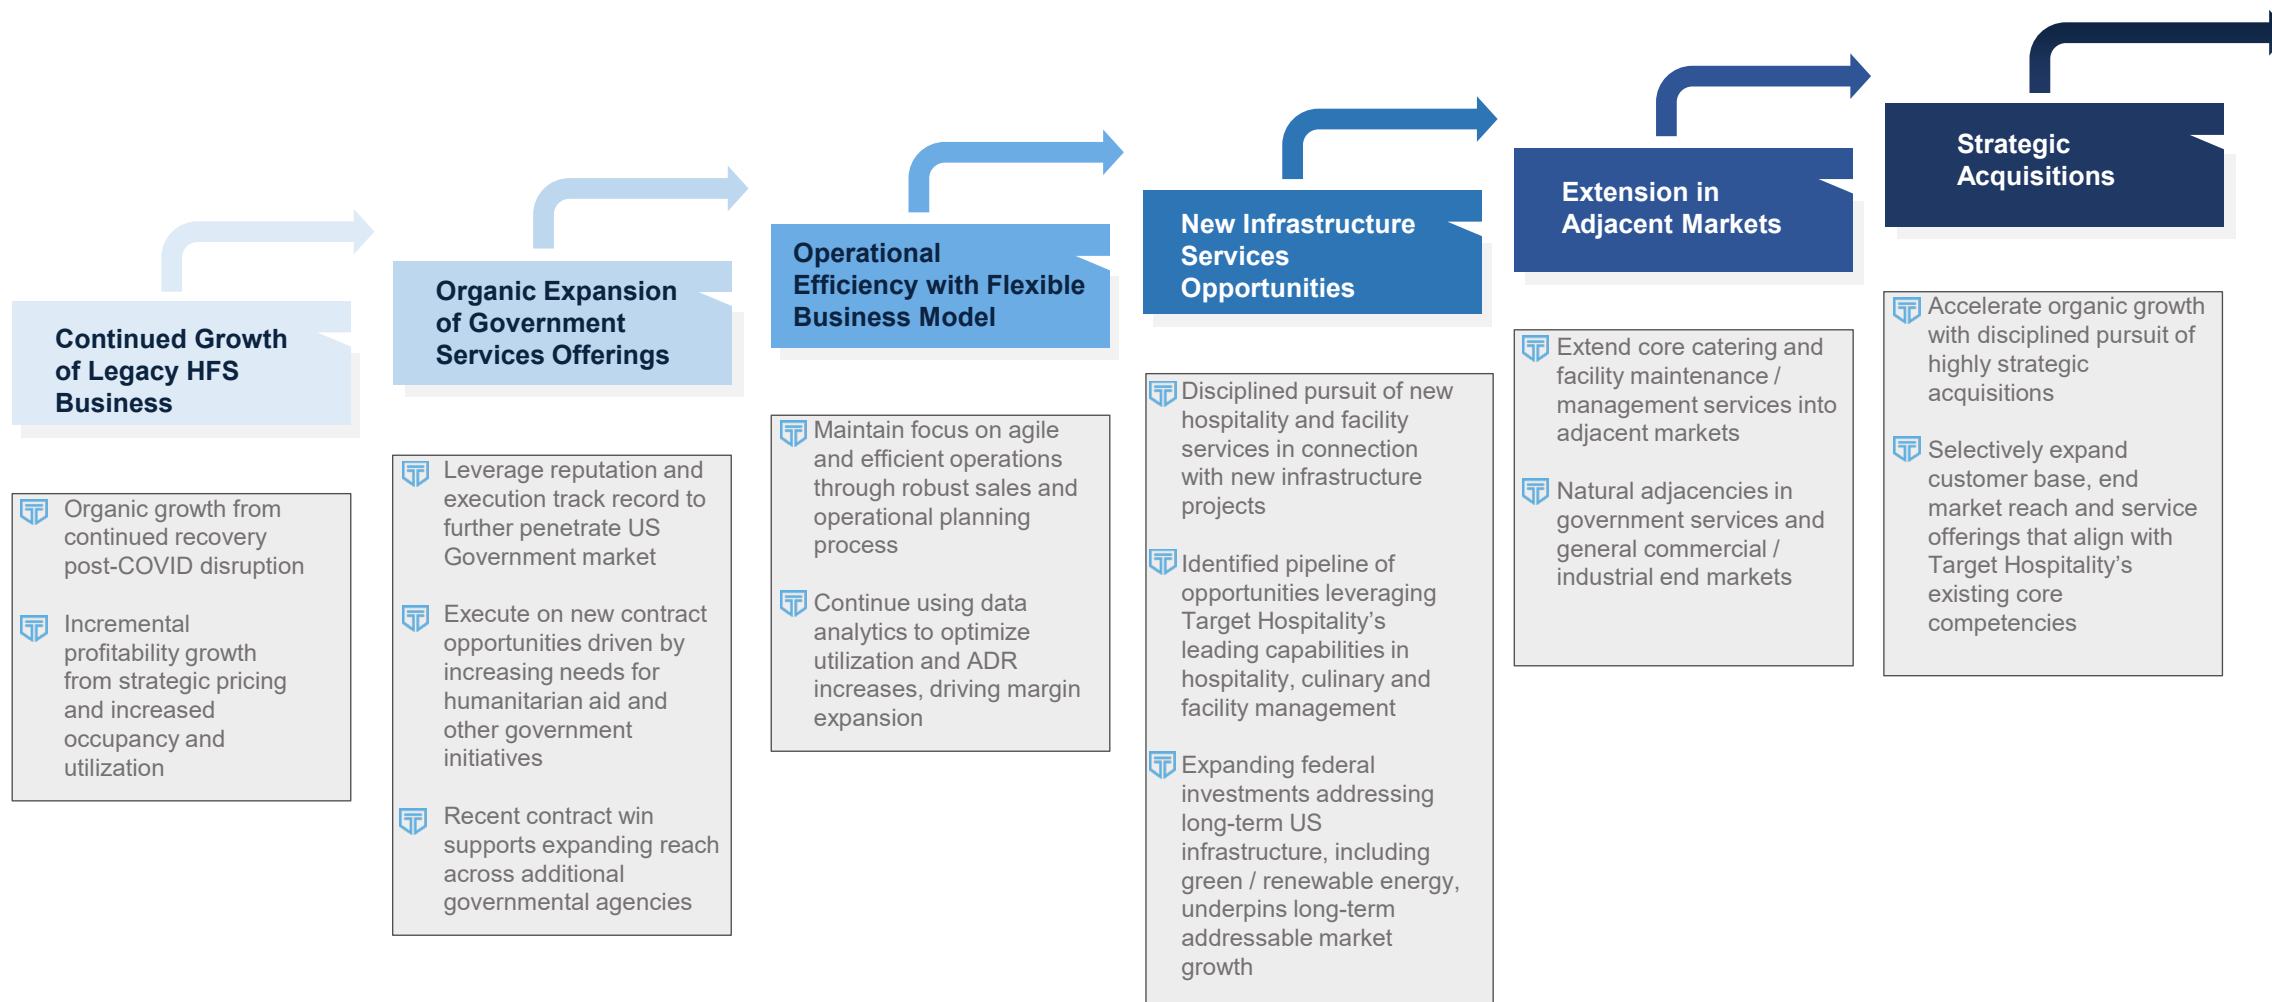 Continued Growth
of Legacy HFS
Business
Organic growth from
continued recovery
post-COVID disruption
Incremental
profitability growth
from strategic pricing
and increased
occupancy and
utilization
Organic Expansion
of Government
Services Offerings
Leverage reputation and
execution track record to
further penetrate US
Government market
Execute on new contract
opportunities driven by
increasing needs for
humanitarian aid and
other government
initiatives
Recent contract win
supports expanding reach
across additional
governmental agencies
Operational
Efficiency with Flexible
Business Model
Maintain focus on agile
and efficient operations
through robust sales and
operational planning
process
Continue using data
analytics to optimize
utilization and ADR
increases, driving margin
expansion
New Infrastructure
Services
Opportunities
Disciplined pursuit of new
hospitality and facility
services in connection
with new infrastructure
projects
Identified pipeline of
opportunities leveraging
Target Hospitality’s
leading capabilities in
hospitality, culinary and
facility management
Expanding federal
investments addressing
long-term US
infrastructure, including
green / renewable energy,
underpins long-term
addressable market
growth
Extension in
Adjacent Markets
Extend core catering and
facility maintenance /
management services into
adjacent markets
Natural adjacencies in
government services and
general commercial /
industrial end markets
Strategic
Acquisitions
Accelerate organic growth
with disciplined pursuit of
highly strategic
acquisitions
Selectively expand
customer base, end
market reach and service
offerings that align with
Target Hospitality’s
existing core
competencies